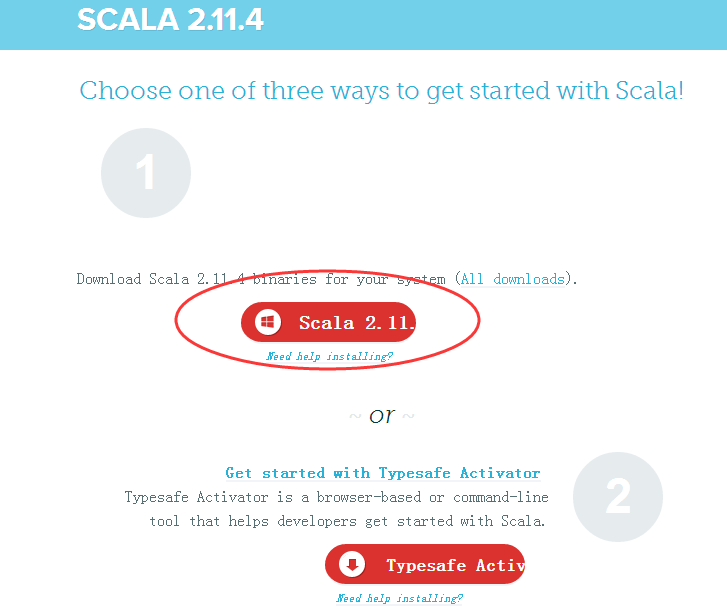 SCALA 2.11.4
Choose one of three ways to get started with Scala!
1
Download Scala 2.11.4 binaries for your system (All downloads).
Scala 2.11.
Need help installing?
~ or ~
Get started with Typesafe Activator
Typesafe Activator is a browser-based or command-line
tool that helps developers get started with Scala.
2
Typesafe Activ
Need help installing?